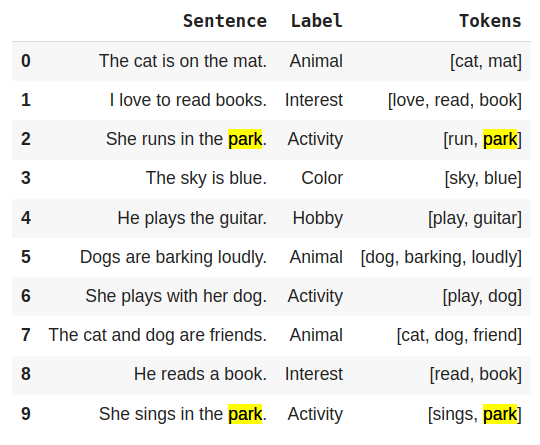 Sentence Label Tokens
0 The cat is on the mat. Animal [cat, mat]
1 I love to read books. Interest [love, read, book]
2 She runs in the park. Activity [run, park]
3 The sky is blue. Color [sky, blue]
4 He plays the guitar. Hobby [play, guitar]
5 Dogs are barking loudly. Animal [dog, barking, loudly]
6 She plays with her dog. Activity [play, dog]
7 The cat and dog are friends. Animal [cat, dog, friend]
8 He reads a book. Interest [read, book]
9 She sings in the park. Activity [sings, park]